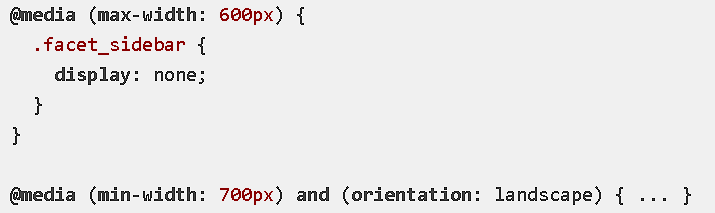 @media (max-width: 600px) {
  .facet_sidebar {
    display: none;
  }
}
@media (min-width: 700px) and (orientation: landscape) { ... }